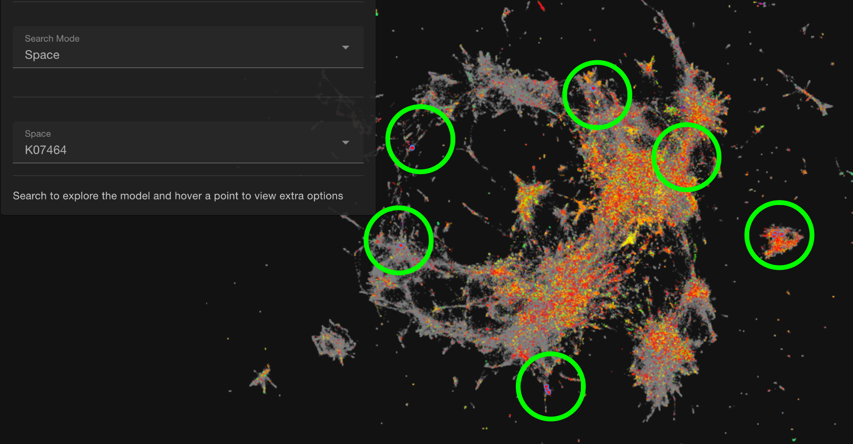 Search Mode
Space
Space
K07464
Search to explore the model and hover a point to view extra options